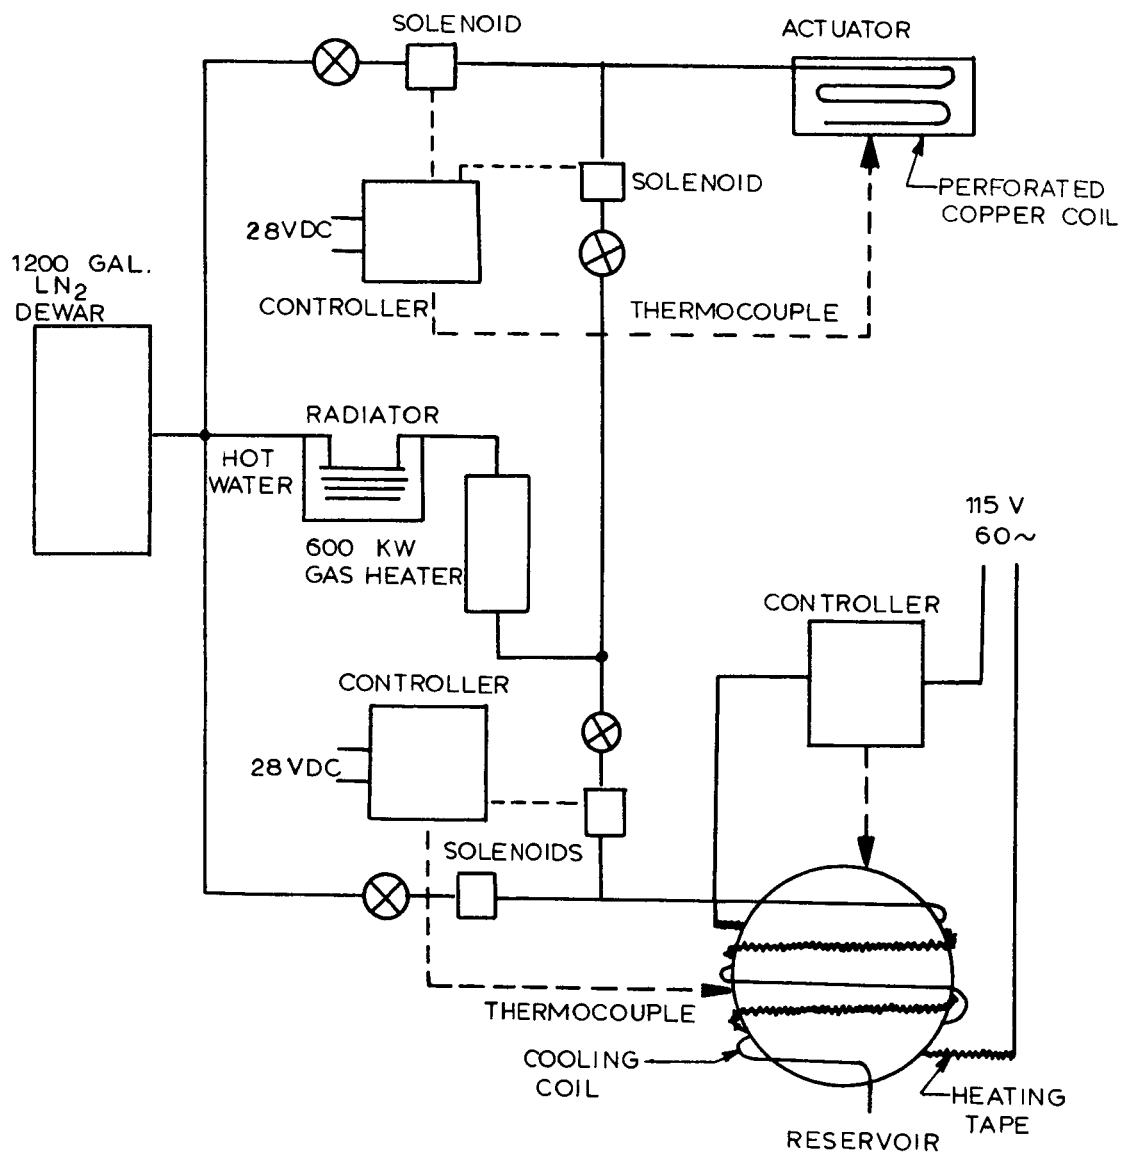 SOLENOID
ACTUATOR
SOLENOID
PERFORATED
COPPER COIL
28VDC
1200 GAL.
LN2
DEWAR
CONTROLLER
THERMOCOUPLE
RADIATOR
HOT
WATER
115 V
60~
600 KW
GAS HEATER
CONTROLLER
CONTROLLER
28VDC
SOLENOIDS
THERMOCOUPLE
COOLING
COIL
HEATING
TAPE
RESERVOIR